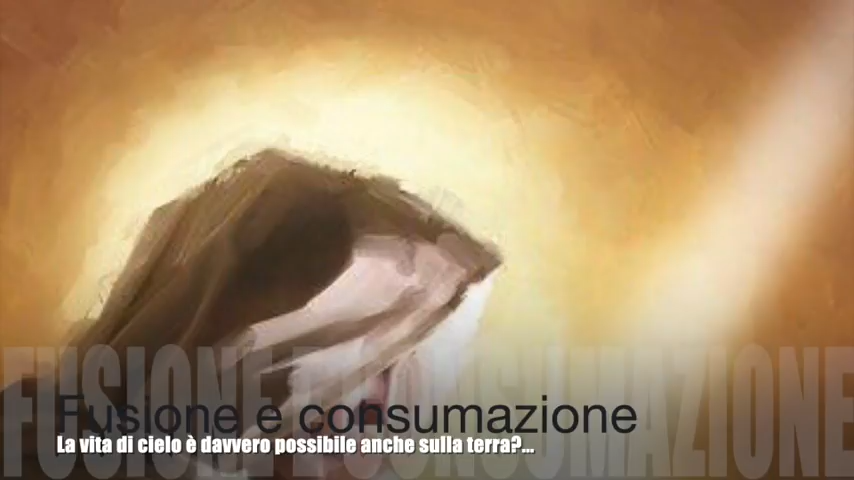 FUSIONE E CONSUMAZIONE
Fusione e consumazione
La vita di cielo è davvero possibile anche sulla terra?...